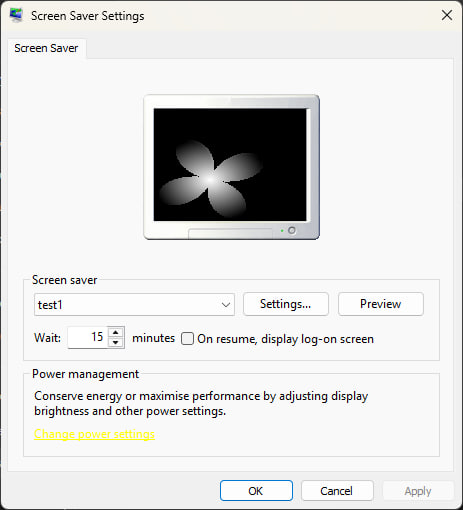 Screen Saver Settings
Screen Saver
Screen saver
test1
Settings...
Preview
Wait:
15
minutes
On resume, display log-on screen
Power management
Conserve energy or maximise performance by adjusting display
brightness and other power settings.
Change power settings
OK
Cancel
Apply